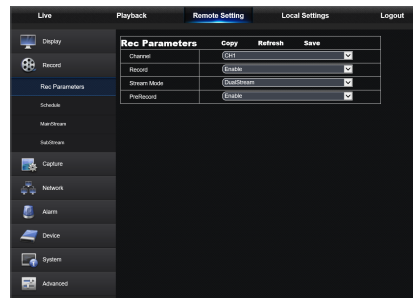 Live Playback Remote Setting Local Settings Logout
Display
Record
Rec Parameters
Schedule
MainStream
SubStream
Capture
Network
Alarm
Device
System
Advanced
Rec Parameters Copy Refresh Save
Channel CH1
Record Enable
Stream Mode DualStream
PreRecord Enable